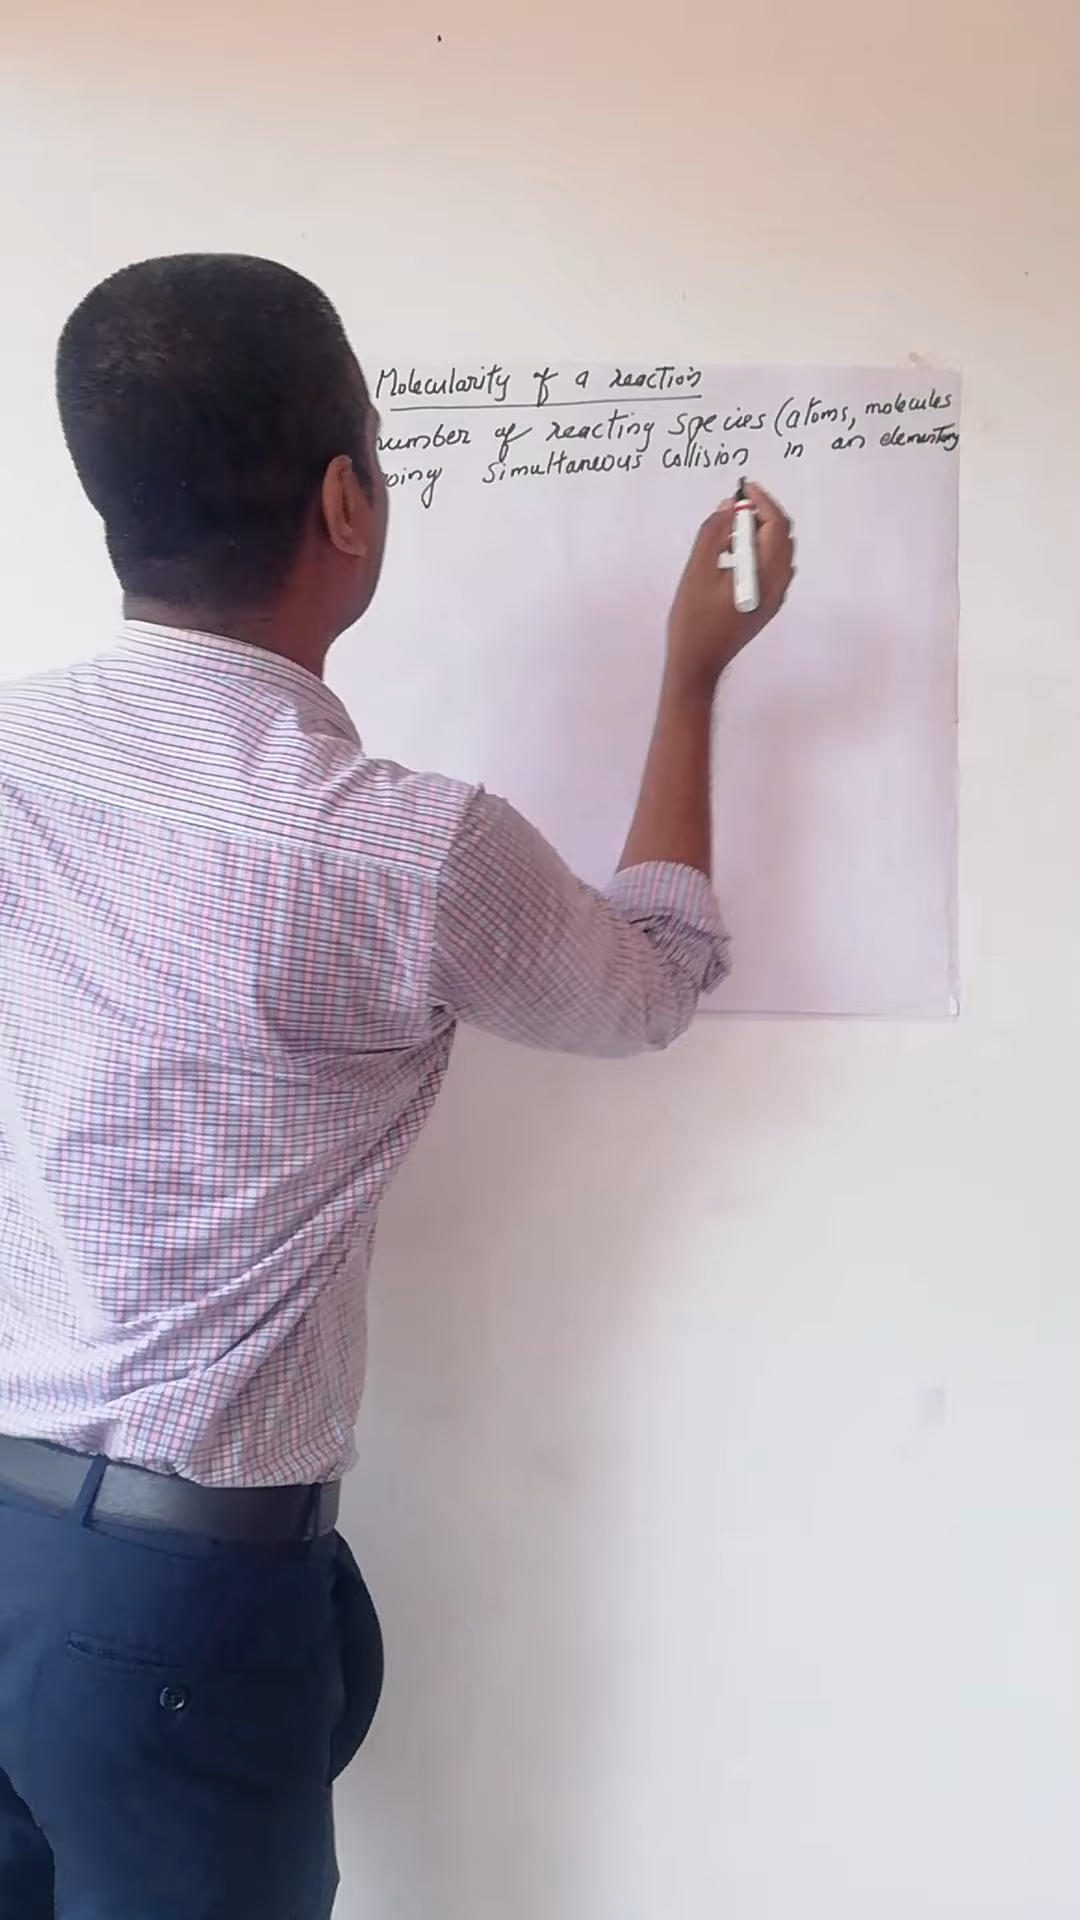 Molecularity of a reaction
number of reacting species (atoms, molecules
oing simultaneous collision in an elementary